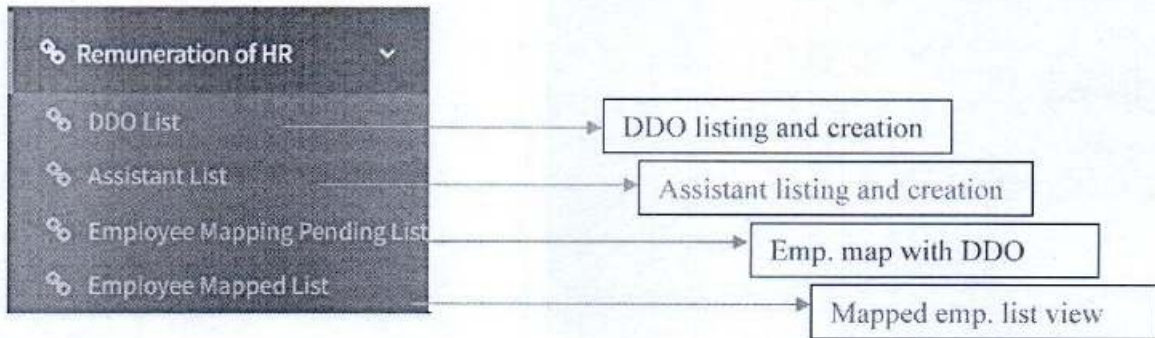 Remuneration of HR
DDO List
DDO listing and creation
Assistant List
Assistant listing and creation
Employee Mapping Pending List
Emp. map with DDO
Employee Mapped List
Mapped emp. list view